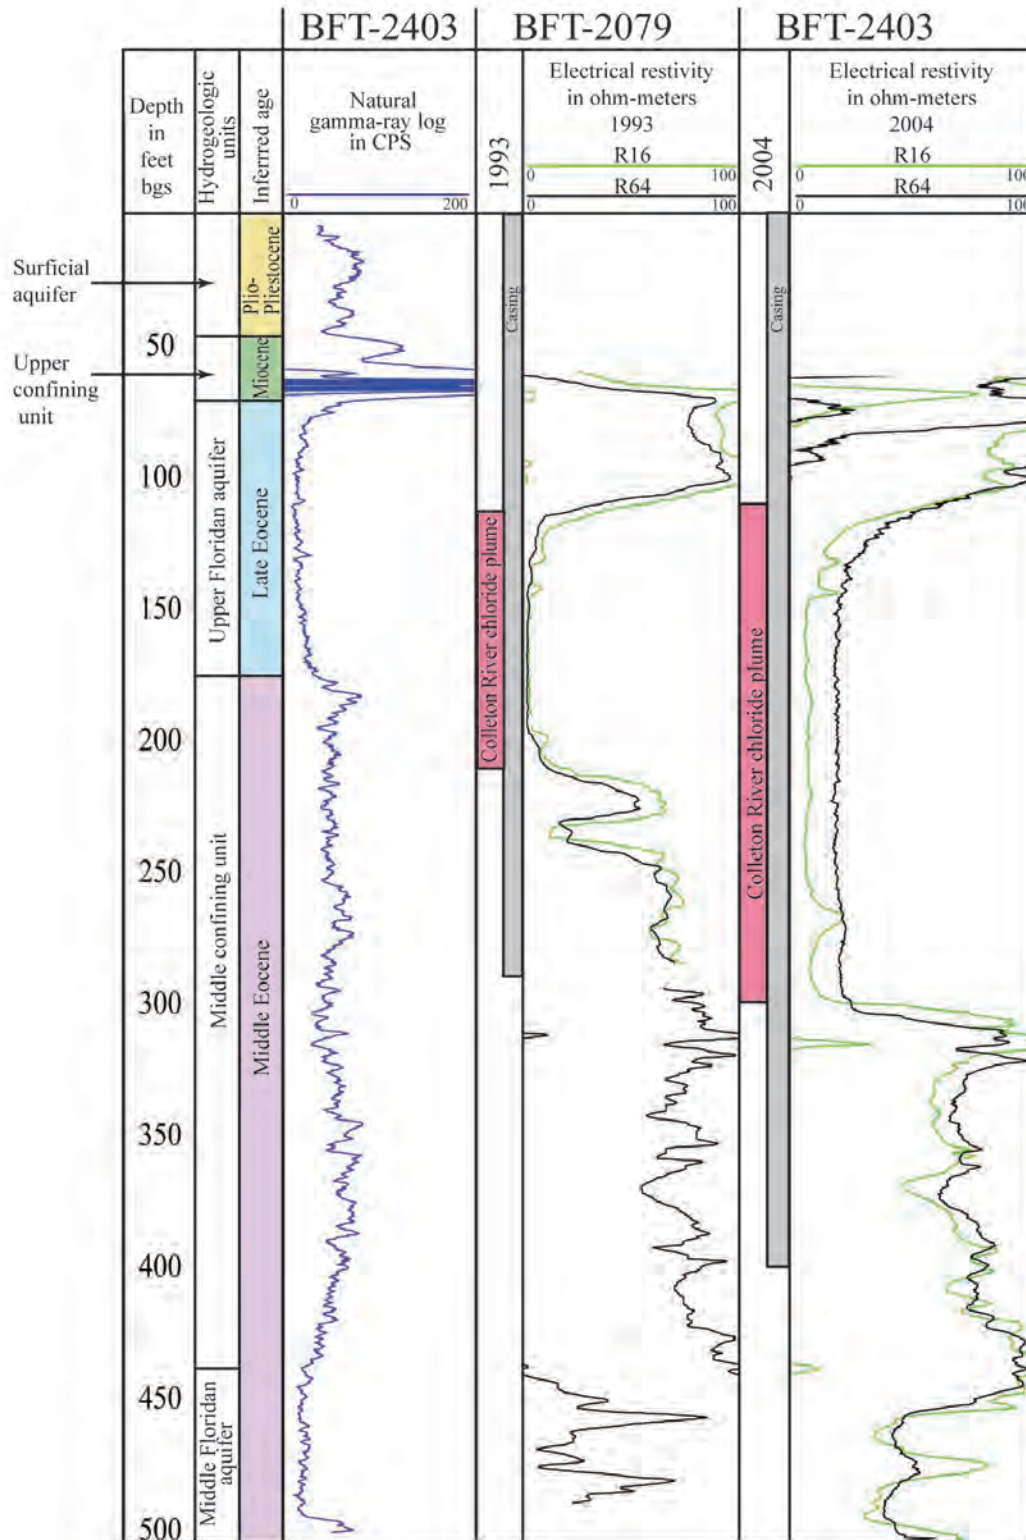 BFT-2403
BFT-2079
BFT-2403
Depth
in
feet
bgs
Hydrogeologic
units
Inferrred age
Natural
gamma-ray log
in CPS
0
200
1993
Electrical restivity
in ohm-meters
1993
R16
0
100
R64
0
100
2004
Electrical restivity
in ohm-meters
2004
R16
0
100
R64
0
100
Surficial
aquifer
Upper
confining
unit
50
100
150
200
250
300
350
400
450
500
Upper Floridan aquifer
Middle confining unit
Middle Floridan
aquifer
Plio-
Pliestocene
Miocene
Late Eocene
Middle Eocene
Colleton River chloride plume
Casing
Colleton River chloride plume
Casing